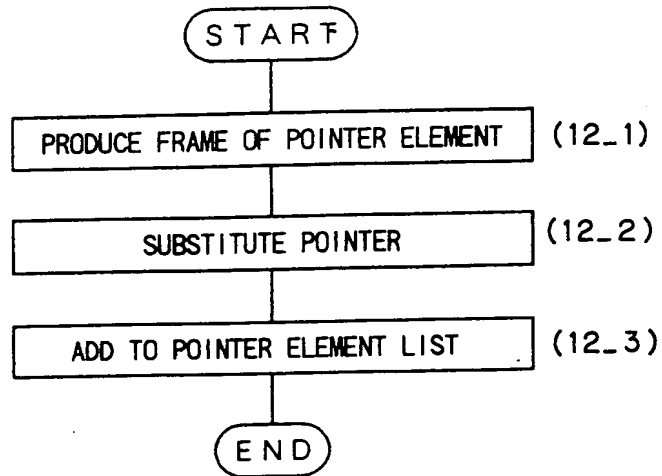 START
PRODUCE FRAME OF POINTER ELEMENT (12_1)
SUBSTITUTE POINTER (12_2)
ADD TO POINTER ELEMENT LIST (12_3)
END